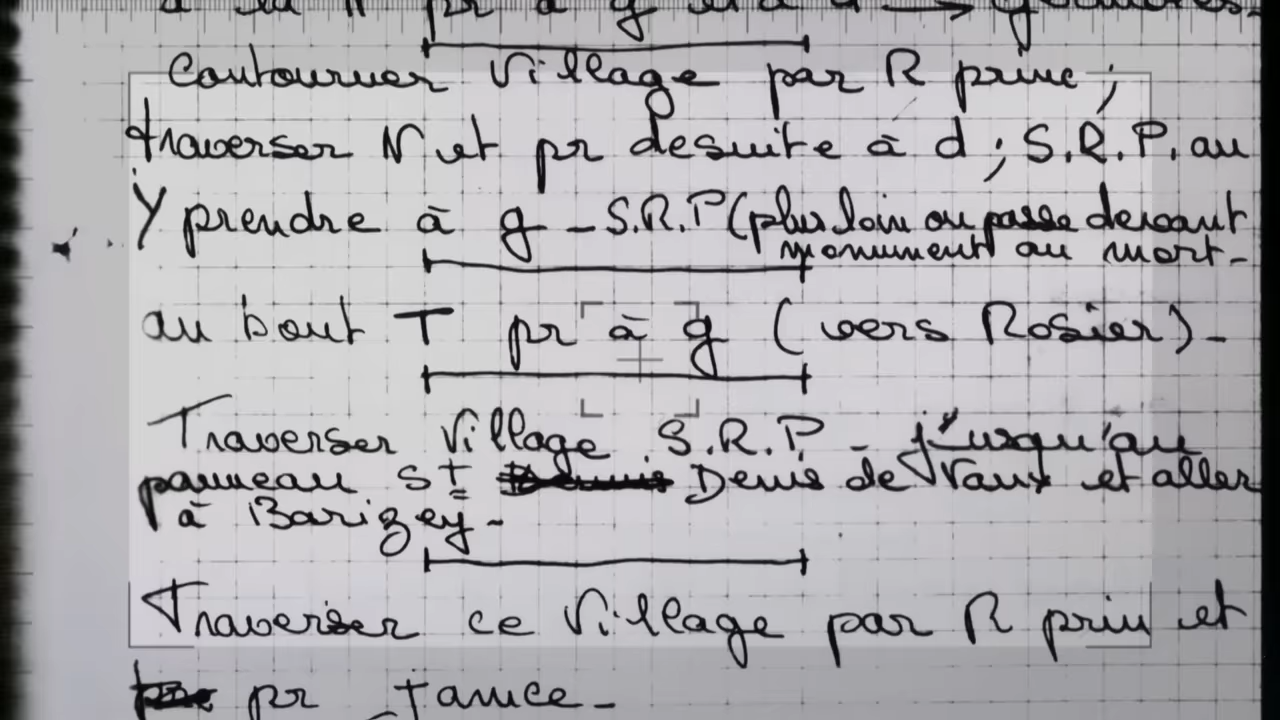 Contourner Village par R princ ;
traverser N et pr desuite à d ; S.R.P. au
Y prendre à g - S.R.P (plus loin on passe devant
monument au mort-
au bout T pr à g (vers Rosier)-
Traverser Village S.R.P - jusqu'au
panneau St Denis de Vaux et aller
à Barizey-
Traverser ce Village par R prin et
pr